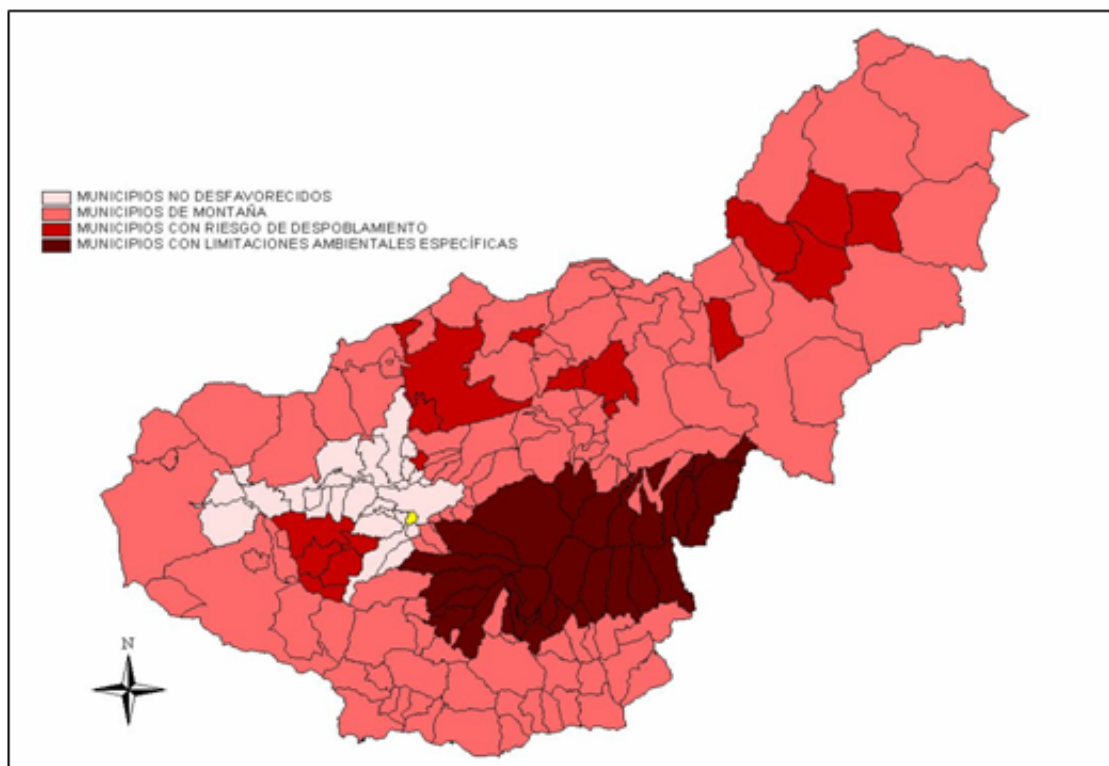 MUNICIPIOS NO DESFAVORECIDOS
MUNICIPIOS DE MONTAÑA
MUNICIPIOS CON RIESGO DE DESPOBLAMIENTO
MUNICIPIOS CON LIMITACIONES AMBIENTALES ESPECÍFICAS
N